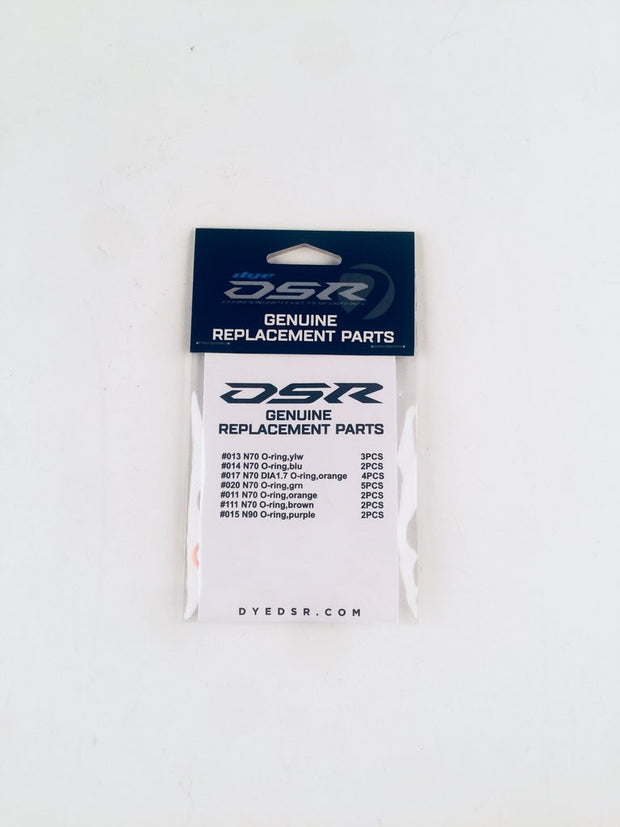 dye
DSR
GENUINE
REPLACEMENT PARTS
DSR
GENUINE
REPLACEMENT PARTS
#013 N70 O-ring,ylw 3PCS
#014 N70 O-ring,blu 2PCS
#017 N70 DIA1.7 O-ring,orange 4PCS
#020 N70 O-ring,grn 5PCS
#011 N70 O-ring,orange 2PCS
#111 N70 O-ring,brown 2PCS
#015 N90 O-ring,purple 2PCS
DYEDSR.COM